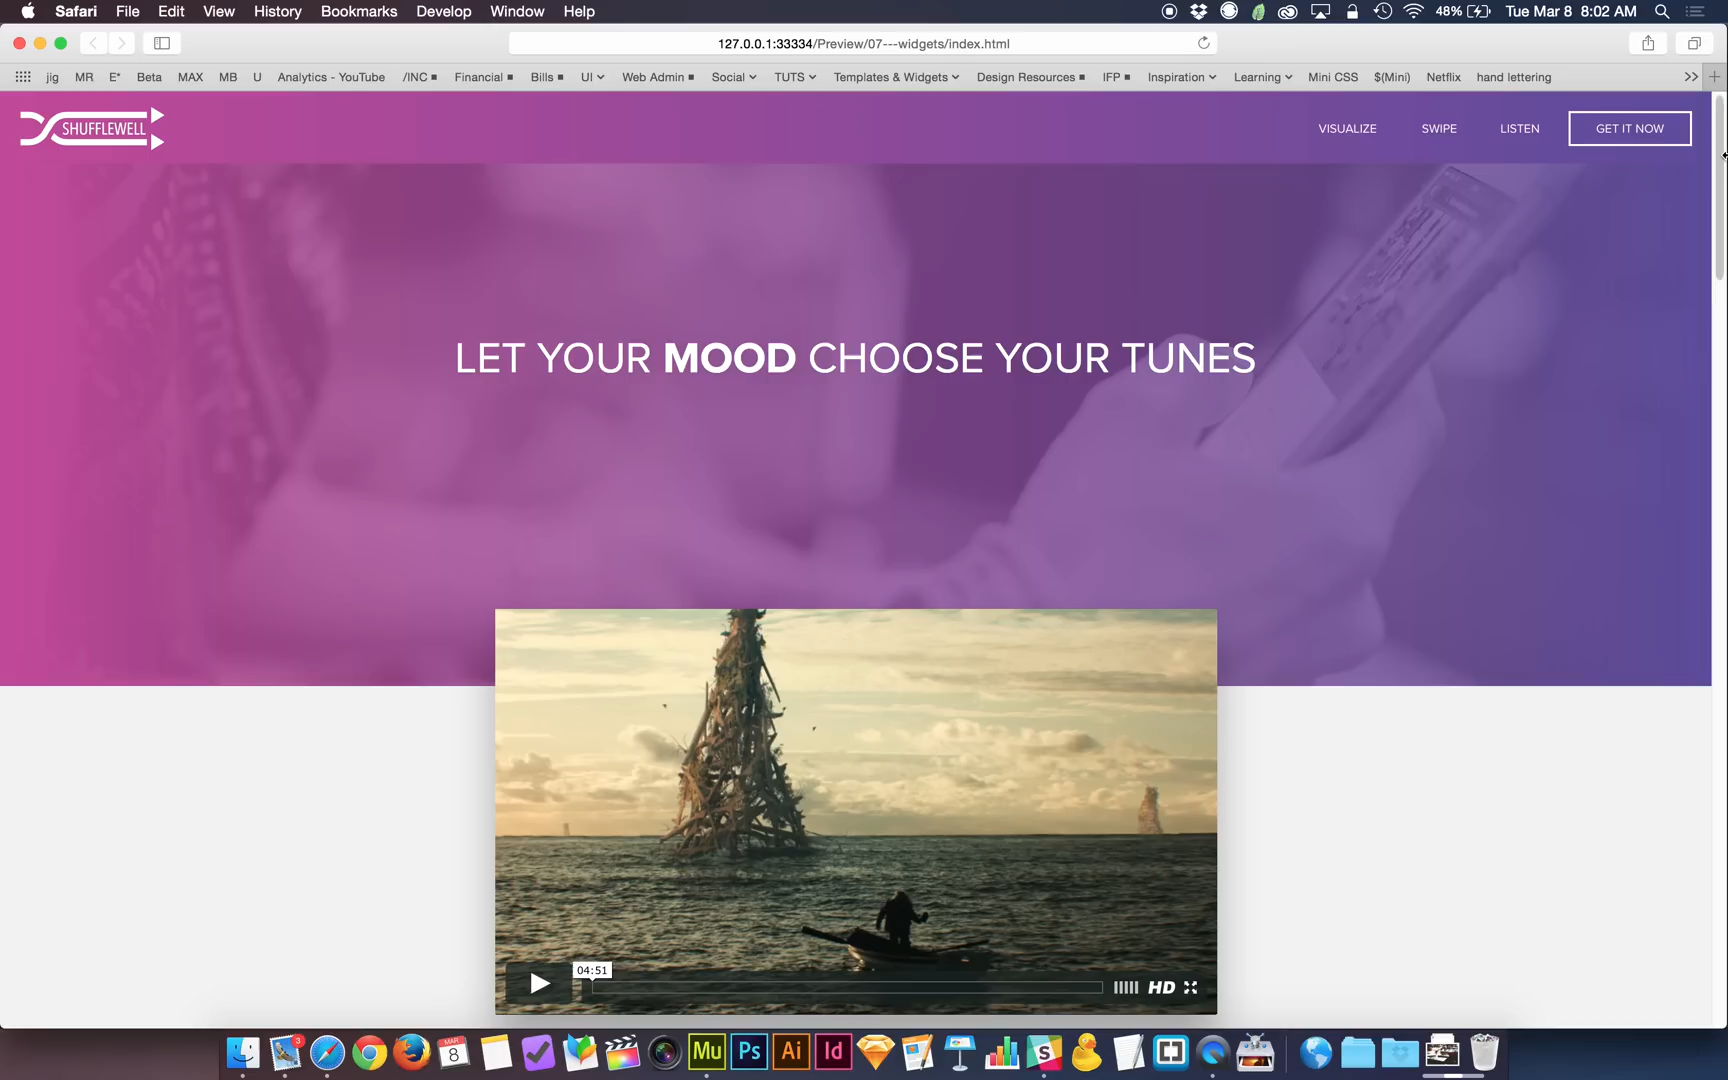 Safari File Edit View History Bookmarks Develop Window Help 48% Tue Mar 8 8:02 AM
127.0.0.1:33334/Preview/07---widgets/index.html
jig MR E* Beta MAX MB U Analytics - YouTube /INC Financial Bills UI Web Admin Social TUTS Templates & Widgets Design Resources IFP Inspiration Learning Mini CSS $(Mini) Netflix hand lettering >> +
SHUFFLEWELL VISUALIZE SWIPE LISTEN GET IT NOW
LET YOUR MOOD CHOOSE YOUR TUNES
04:51
HD
3 MAR 8 Mu Ps Ai Id S